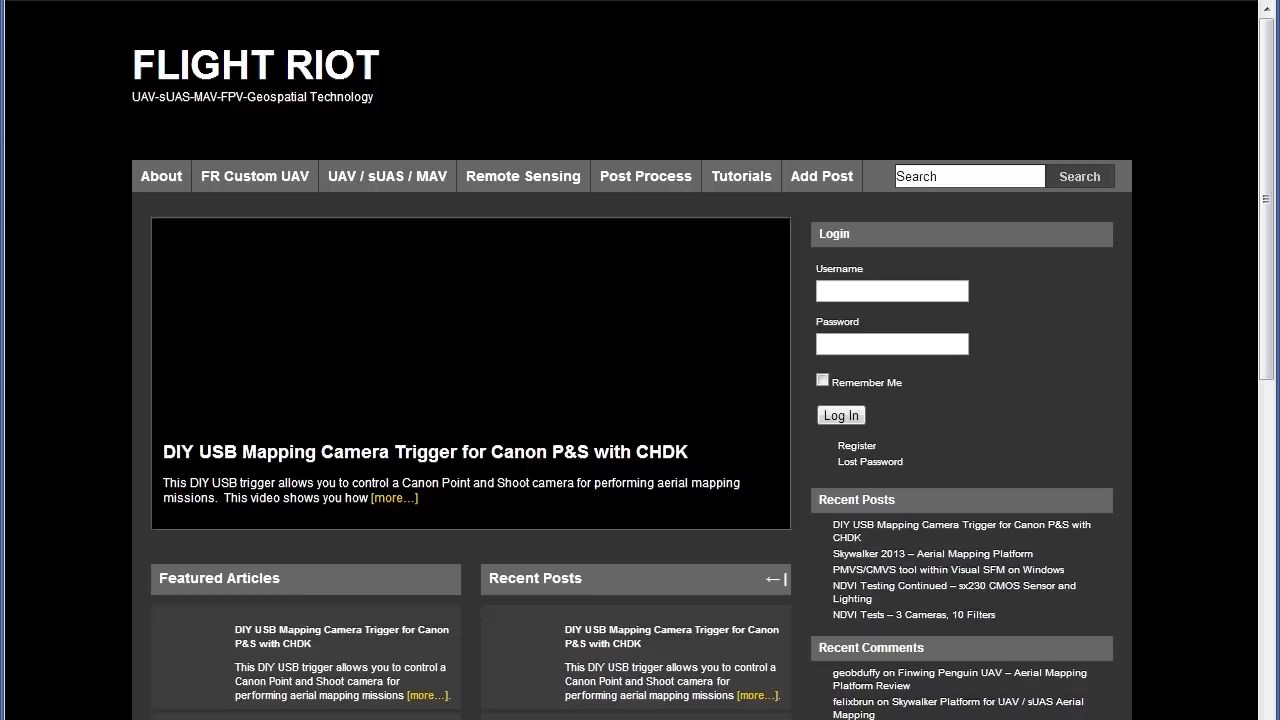 FLIGHT RIOT
UAV-sUAS-MAV-FPV-Geospatial Technology
About FR Custom UAV UAV / sUAS / MAV Remote Sensing Post Process Tutorials Add Post Search Search
DIY USB Mapping Camera Trigger for Canon P&S with CHDK
This DIY USB trigger allows you to control a Canon Point and Shoot camera for performing aerial mapping
missions. This video shows you how [more…]
Featured Articles
DIY USB Mapping Camera Trigger for Canon
P&S with CHDK
This DIY USB trigger allows you to control a
Canon Point and Shoot camera for
performing aerial mapping missions [more…].
Recent Posts ←|
DIY USB Mapping Camera Trigger for Canon
P&S with CHDK
This DIY USB trigger allows you to control a
Canon Point and Shoot camera for
performing aerial mapping missions [more…].
Login
Username
Password
Remember Me
Log In
Register
Lost Password
Recent Posts
DIY USB Mapping Camera Trigger for Canon P&S with
CHDK
Skywalker 2013 – Aerial Mapping Platform
PMVS/CMVS tool within Visual SFM on Windows
NDVI Testing Continued – sx230 CMOS Sensor and
Lighting
NDVI Tests – 3 Cameras, 10 Filters
Recent Comments
geobduffy on Finwing Penguin UAV – Aerial Mapping
Platform Review
felixbrun on Skywalker Platform for UAV / sUAS Aerial
Mapping